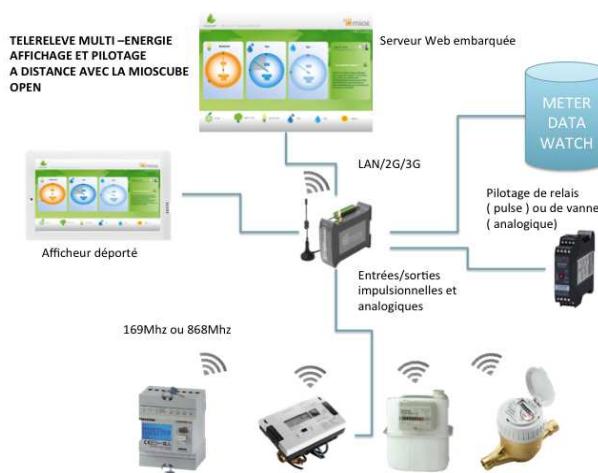 TELERELEVE MULTI –ENERGIE
AFFICHAGE ET PILOTAGE
A DISTANCE AVEC LA MIOSCUBE
OPEN
Serveur Web embarquée
METER
DATA
WATCH
LAN/2G/3G
Pilotage de relais
( pulse ) ou de vanne
( analogique)
Afficheur déporté
Entrées/sorties
impulsionnelles et
analogiques
169Mhz ou 868Mhz